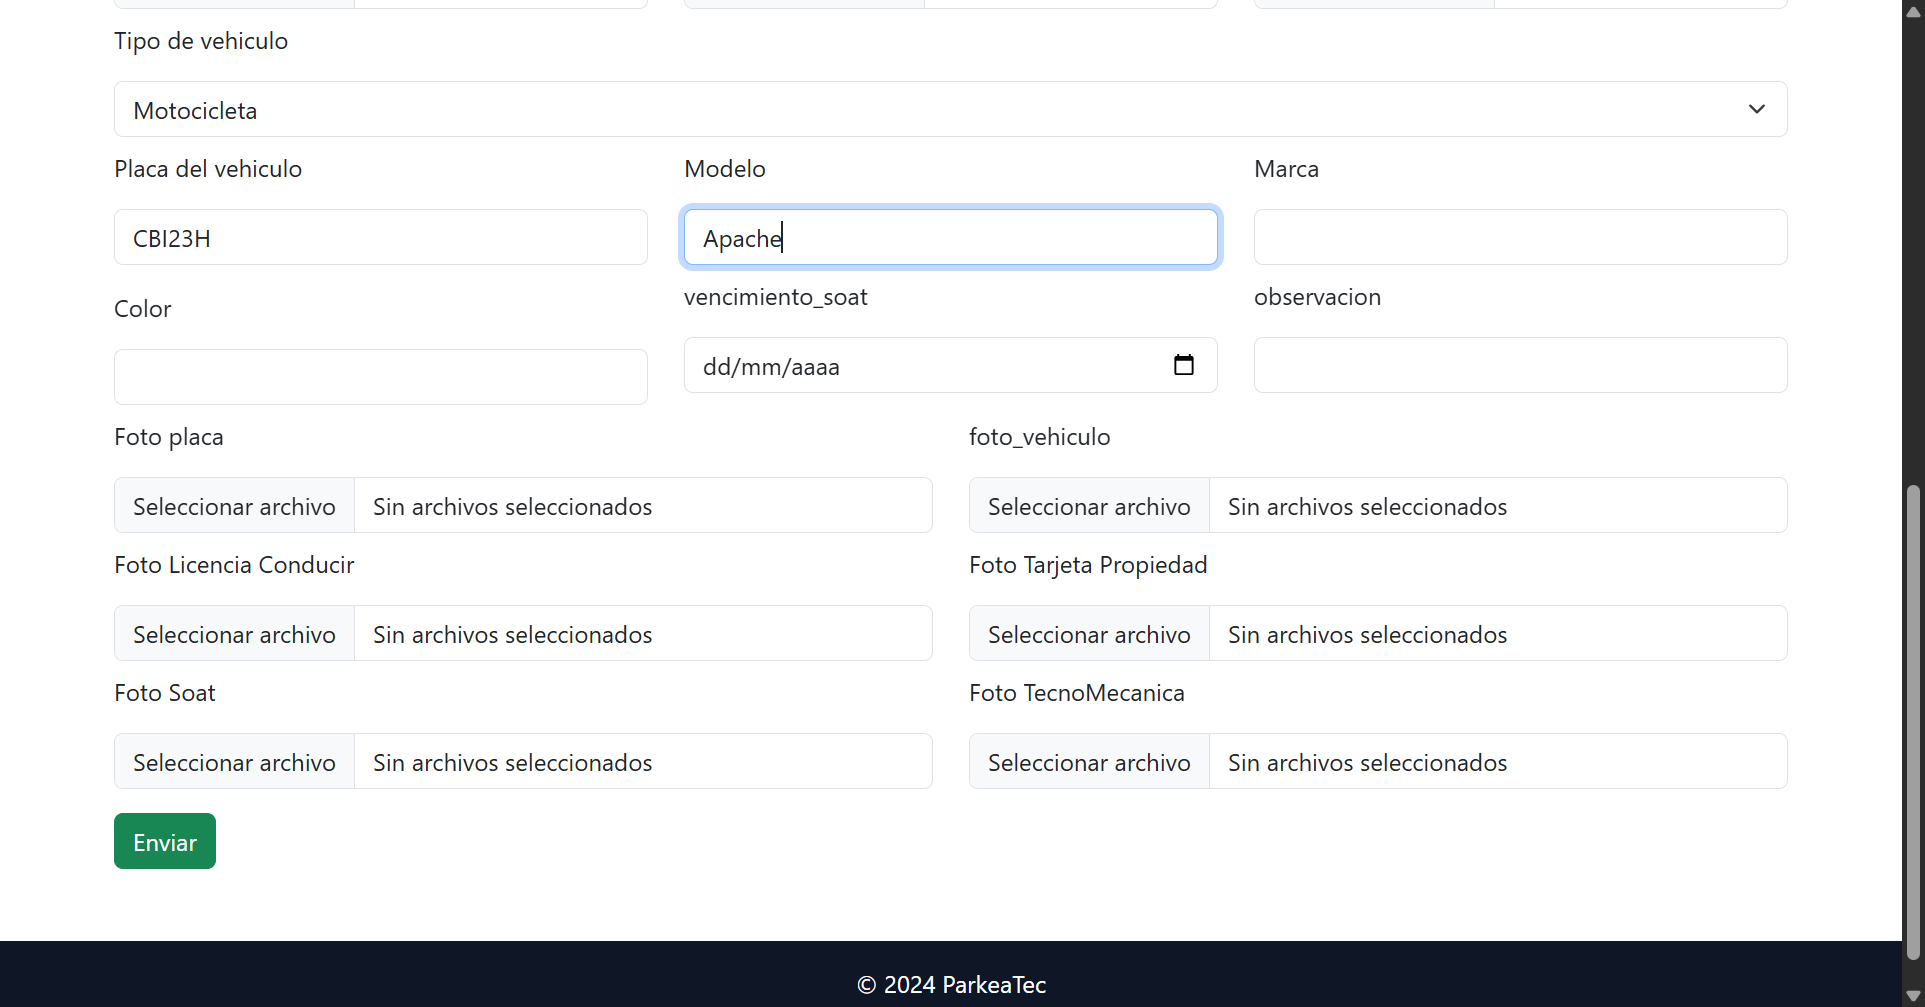 Tipo de vehiculo
Motocicleta
Placa del vehiculo
Modelo
Marca
CBI23H
Apache
Color
vencimiento_soat
observacion
dd/mm/aaaa
Foto placa
foto_vehiculo
Seleccionar archivo Sin archivos seleccionados
Seleccionar archivo Sin archivos seleccionados
Foto Licencia Conducir
Foto Tarjeta Propiedad
Seleccionar archivo Sin archivos seleccionados
Seleccionar archivo Sin archivos seleccionados
Foto Soat
Foto TecnoMecanica
Seleccionar archivo Sin archivos seleccionados
Seleccionar archivo Sin archivos seleccionados
Enviar
© 2024 ParkeaTec